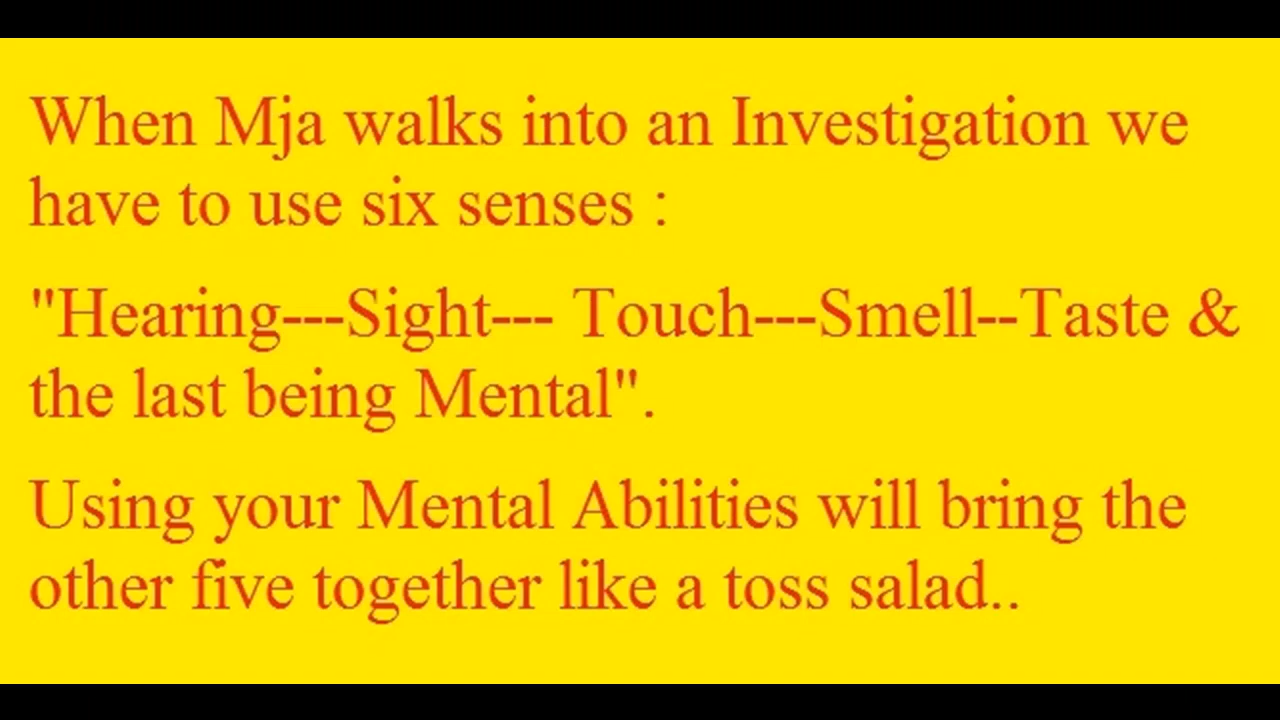 When Mja walks into an Investigation we
have to use six senses :
"Hearing---Sight--- Touch---Smell--Taste &
the last being Mental".
Using your Mental Abilities will bring the
other five together like a toss salad..